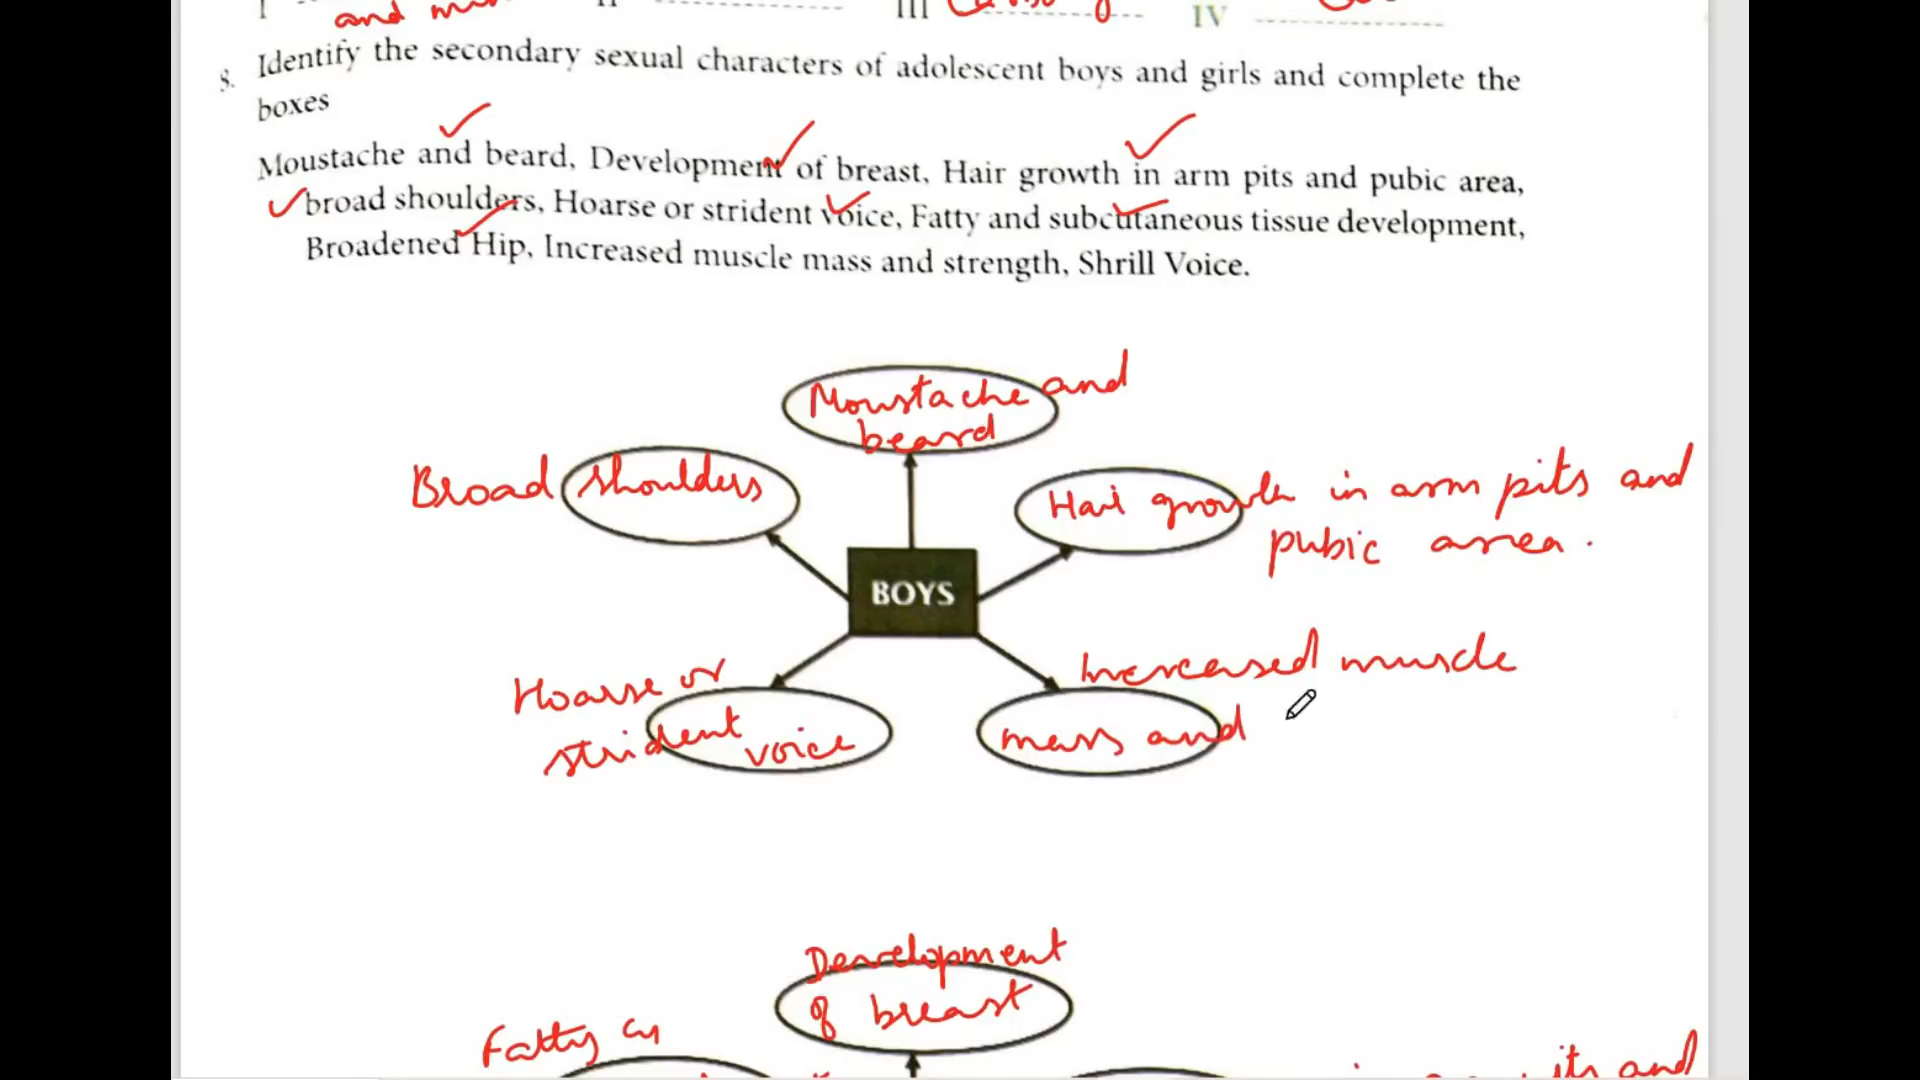 I and II III IV
8. Identify the secondary sexual characters of adolescent boys and girls and complete the
boxes
Moustache and beard, Development of breast, Hair growth in arm pits and pubic area,
broad shoulders, Hoarse or strident voice, Fatty and subcutaneous tissue development,
Broadened Hip, Increased muscle mass and strength, Shrill Voice.
Moustache and
beard
Broad shoulders
Hair growth in arm pits and
pubic area.
BOYS
Hoarse or
strident voice
Increased muscle
mass and
Development
of breast
Fatty
and